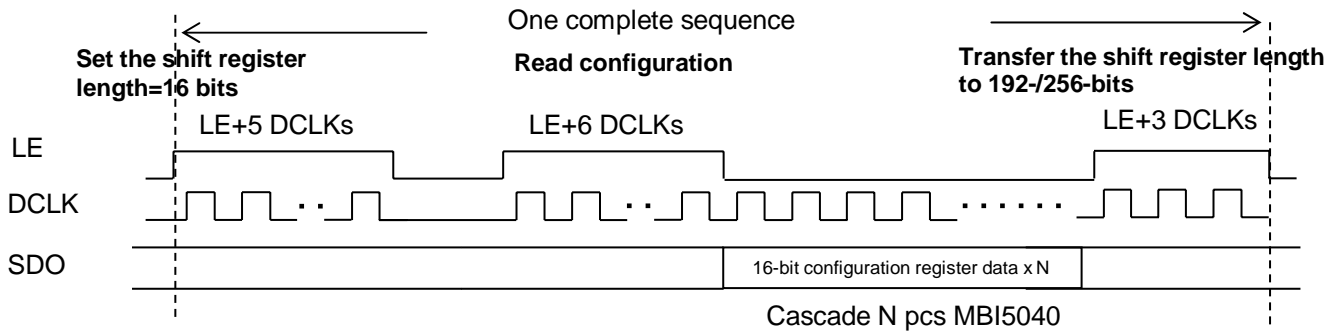 One complete sequence
Set the shift register
length=16 bits
Read configuration
Transfer the shift register length
to 192-/256-bits
LE+5 DCLKs
LE+6 DCLKs
LE+3 DCLKs
LE
DCLK
SDO
16-bit configuration register data x N
Cascade N pcs MBI5040